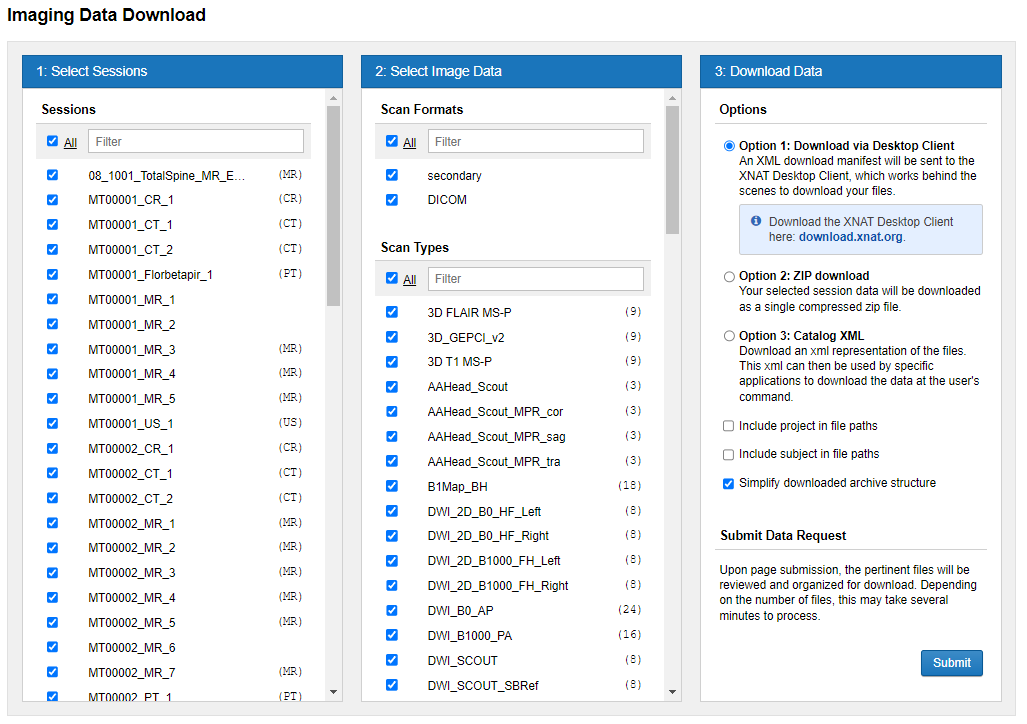 Imaging Data Download
1: Select Sessions
Sessions
All Filter
08_1001_TotalSpine_MR_E... (MR)
MT00001_CR_1 (CR)
MT00001_CT_1 (CT)
MT00001_CT_2 (CT)
MT00001_Florbetapir_1 (PT)
MT00001_MR_1
MT00001_MR_2
MT00001_MR_3 (MR)
MT00001_MR_4 (MR)
MT00001_MR_5 (MR)
MT00001_US_1 (US)
MT00002_CR_1 (CR)
MT00002_CT_1 (CT)
MT00002_CT_2 (CT)
MT00002_MR_1 (MR)
MT00002_MR_2 (MR)
MT00002_MR_3 (MR)
MT00002_MR_4 (MR)
MT00002_MR_5 (MR)
MT00002_MR_6
MT00002_MR_7 (MR)
MT00002_PT_1 (PT)
2: Select Image Data
Scan Formats
All Filter
secondary
DICOM
Scan Types
All Filter
3D FLAIR MS-P (9)
3D_GEPCI_v2 (9)
3D T1 MS-P (9)
AAHead_Scout (3)
AAHead_Scout_MPR_cor (3)
AAHead_Scout_MPR_sag (3)
AAHead_Scout_MPR_tra (3)
B1Map_BH (18)
DWI_2D_B0_HF_Left (8)
DWI_2D_B0_HF_Right (8)
DWI_2D_B1000_FH_Left (8)
DWI_2D_B1000_FH_Right (8)
DWI_B0_AP (24)
DWI_B1000_PA (16)
DWI_SCOUT (8)
DWI_SCOUT_SBRef (8)
3: Download Data
Options
Option 1: Download via Desktop Client
An XML download manifest will be sent to the
XNAT Desktop Client, which works behind the
scenes to download your files.
Download the XNAT Desktop Client
here: download.xnat.org.
Option 2: ZIP download
Your selected session data will be downloaded
as a single compressed zip file.
Option 3: Catalog XML
Download an xml representation of the files.
This xml can then be used by specific
applications to download the data at the user's
command.
Include project in file paths
Include subject in file paths
Simplify downloaded archive structure
Submit Data Request
Upon page submission, the pertinent files will be
reviewed and organized for download. Depending
on the number of files, this may take several
minutes to process.
Submit